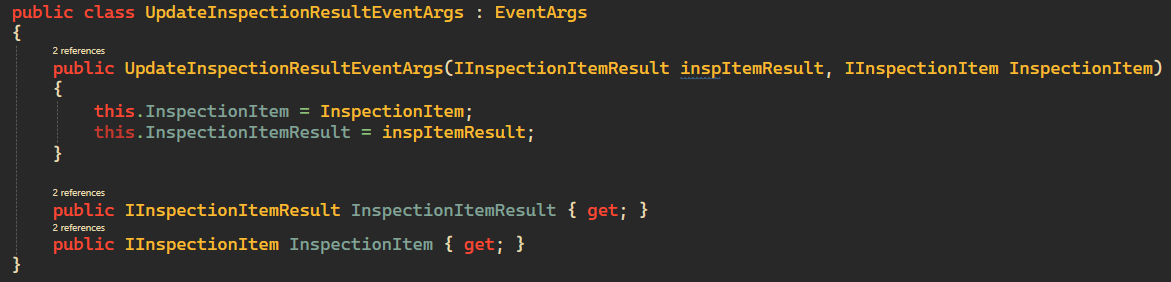 public class UpdateInspectionResultEventArgs : EventArgs
{
2 references
public UpdateInspectionResultEventArgs(IInspectionItemResult inspItemResult, IInspectionItem InspectionItem)
{
this.InspectionItem = InspectionItem;
this.InspectionItemResult = inspItemResult;
}
2 references
public IInspectionItemResult InspectionItemResult { get; }
2 references
public IInspectionItem InspectionItem { get; }
}